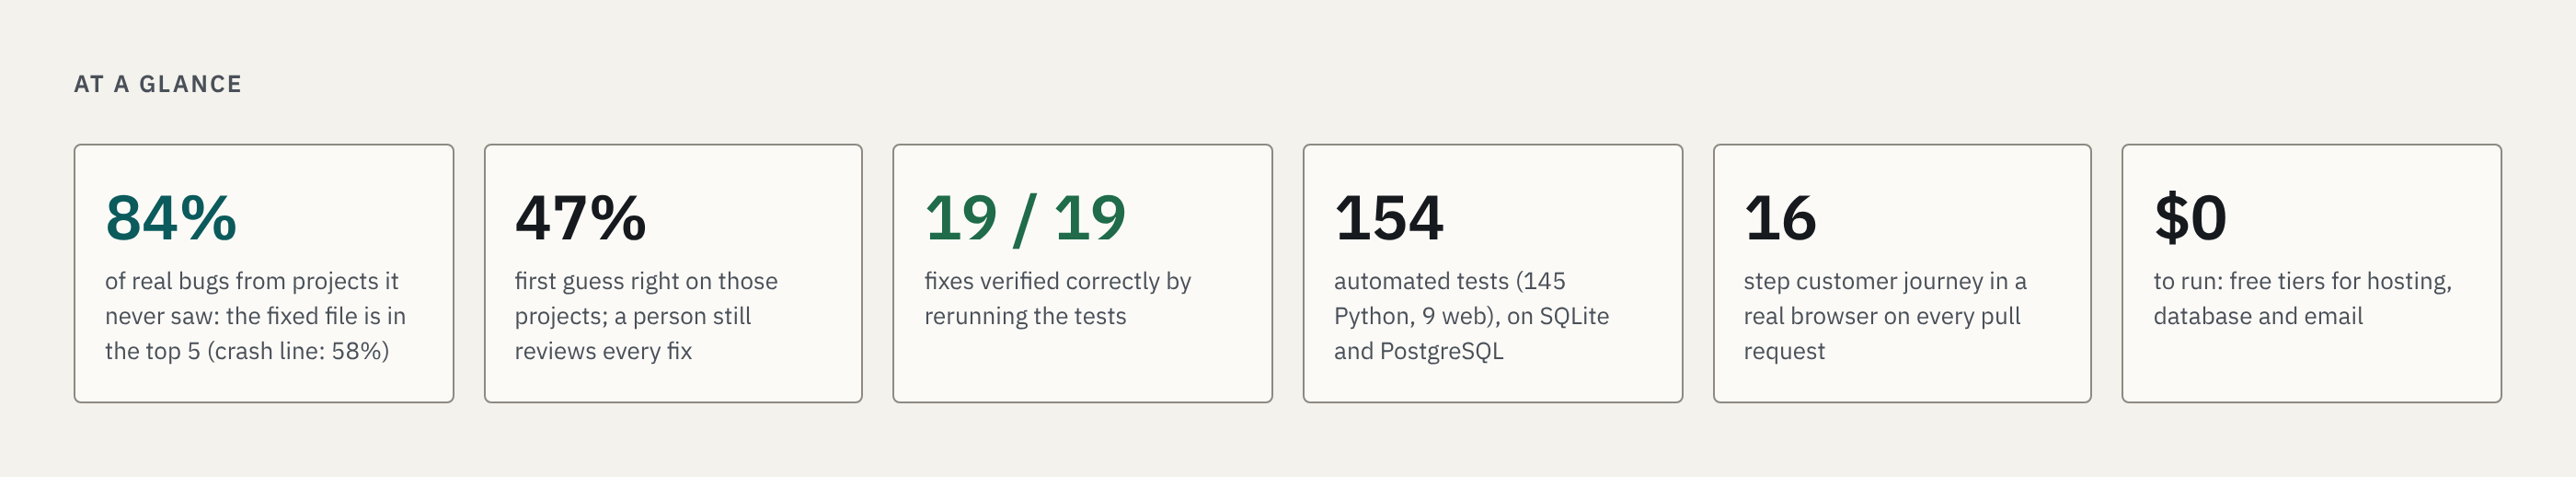 AT A GLANCE
84%
of real bugs from projects it
never saw: the fixed file is in
the top 5 (crash line: 58%)
47%
first guess right on those
projects; a person still
reviews every fix
19 / 19
fixes verified correctly by
rerunning the tests
154
automated tests (145
Python, 9 web), on SQLite
and PostgreSQL
16
step customer journey in a
real browser on every pull
request
$0
to run: free tiers for hosting,
database and email